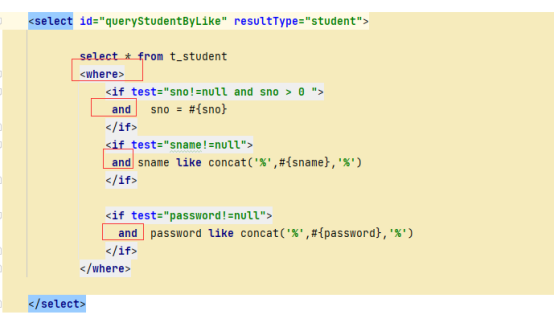 <select id="queryStudentByLike" resultType="student">
select * from t_student
<where>
<if test="sno!=null and sno > 0 ">
and sno = #{sno}
</if>
<if test="sname!=null">
and sname like concat('%',#{sname},'%')
</if>
<if test="password!=null">
and password like concat('%',#{password},'%')
</if>
</where>
</select>